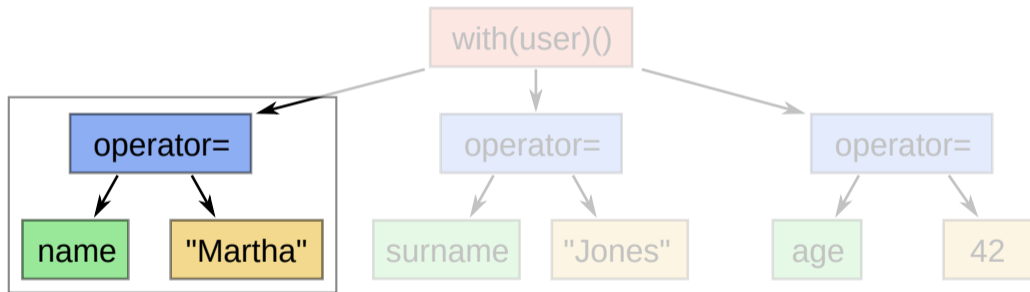 with(user)()
operator=
operator=
operator=
name
"Martha"
surname
"Jones"
age
42